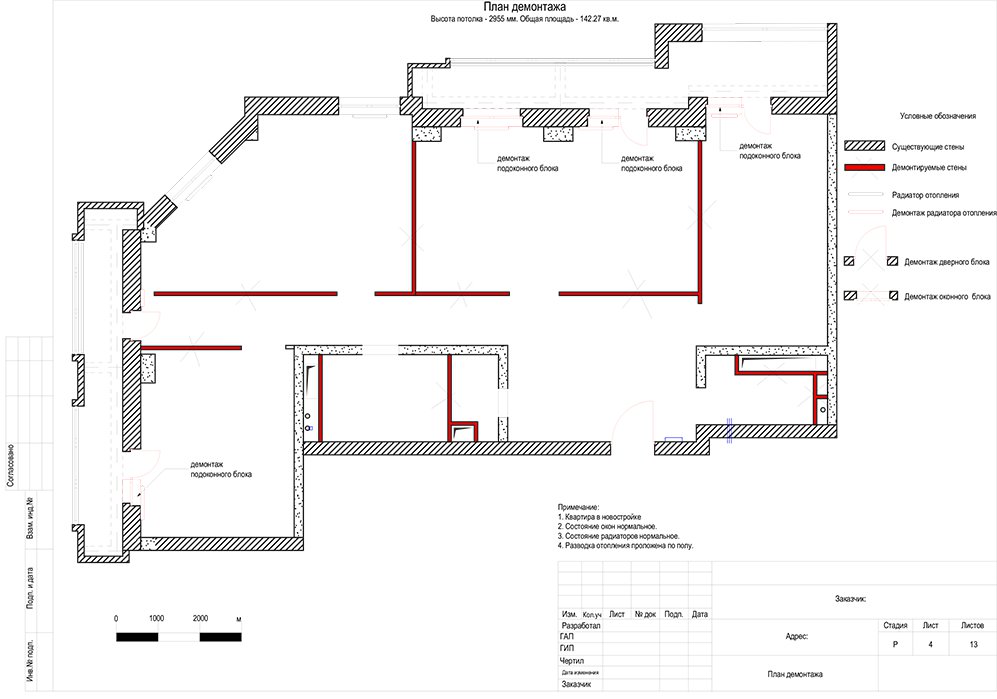 План демонтажа
Высота потолка - 2955 мм. Общая площадь - 142.27 кв.м.
Условные обозначения
Существующие стены
Демонтируемые стены
Радиатор отопления
Демонтаж радиатора отопления
Демонтаж дверного блока
Демонтаж оконного блока
демонтаж
подоконного блока
демонтаж
подоконного блока
демонтаж
подоконного блока
демонтаж
подоконного блока
Примечание:
1. Квартира в новостройке
2. Состояние окон нормальное.
3. Состояние радиаторов нормальное.
4. Разводка отопления проложена по полу.
0 1000 2000 м
Согласовано
Взам. инд.№
Подп. и дата
Инв.№ подп.
Изм. Кол.уч Лист № док Подп. Дата
Разработал
ГАП
ГИП
Чертил
Дата изменения
Заказчик
Заказчик:
Адрес:
Стадия Лист Листов
Р 4 13
План демонтажа